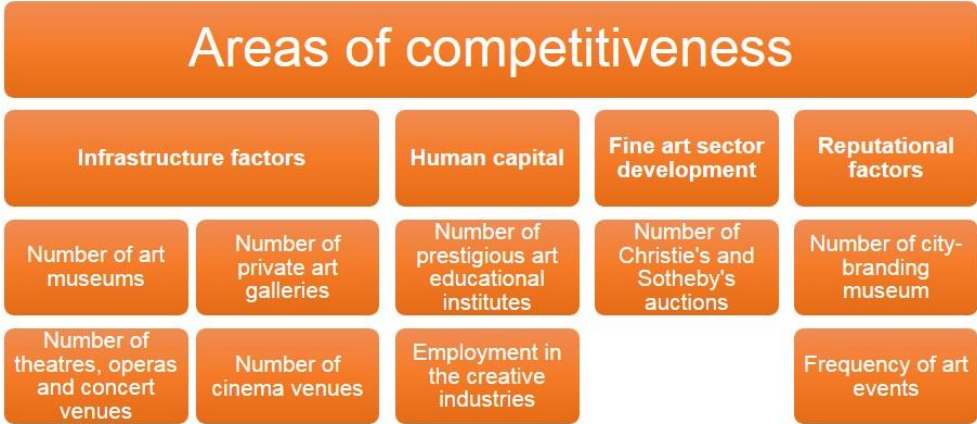 Areas of competitiveness
Infrastructure factors
Human capital
Fine art sector
development
Reputational
factors
Number of art
museums
Number of
private art
galleries
Number of
prestigious art
educational
institutes
Number of
Christie's and
Sotheby's
auctions
Number of city-
branding
museum
Number of
theatres, operas
and concert
venues
Number of
cinema venues
Employment in
the creative
industries
Frequency of art
events